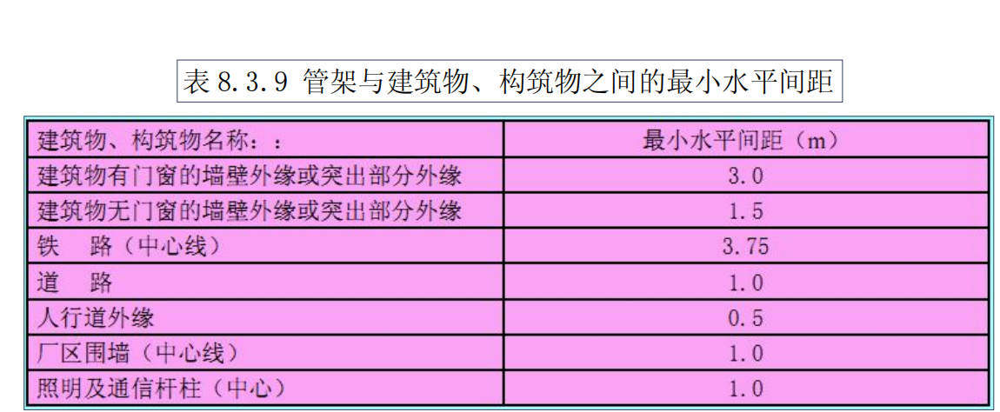 表8.3.9 管架与建筑物、构筑物之间的最小水平间距
建筑物、构筑物名称：： 最小水平间距（m）
建筑物有门窗的墙壁外缘或突出部分外缘 3.0
建筑物无门窗的墙壁外缘或突出部分外缘 1.5
铁 路（中心线） 3.75
道 路 1.0
人行道外缘 0.5
厂区围墙（中心线） 1.0
照明及通信杆柱（中心） 1.0